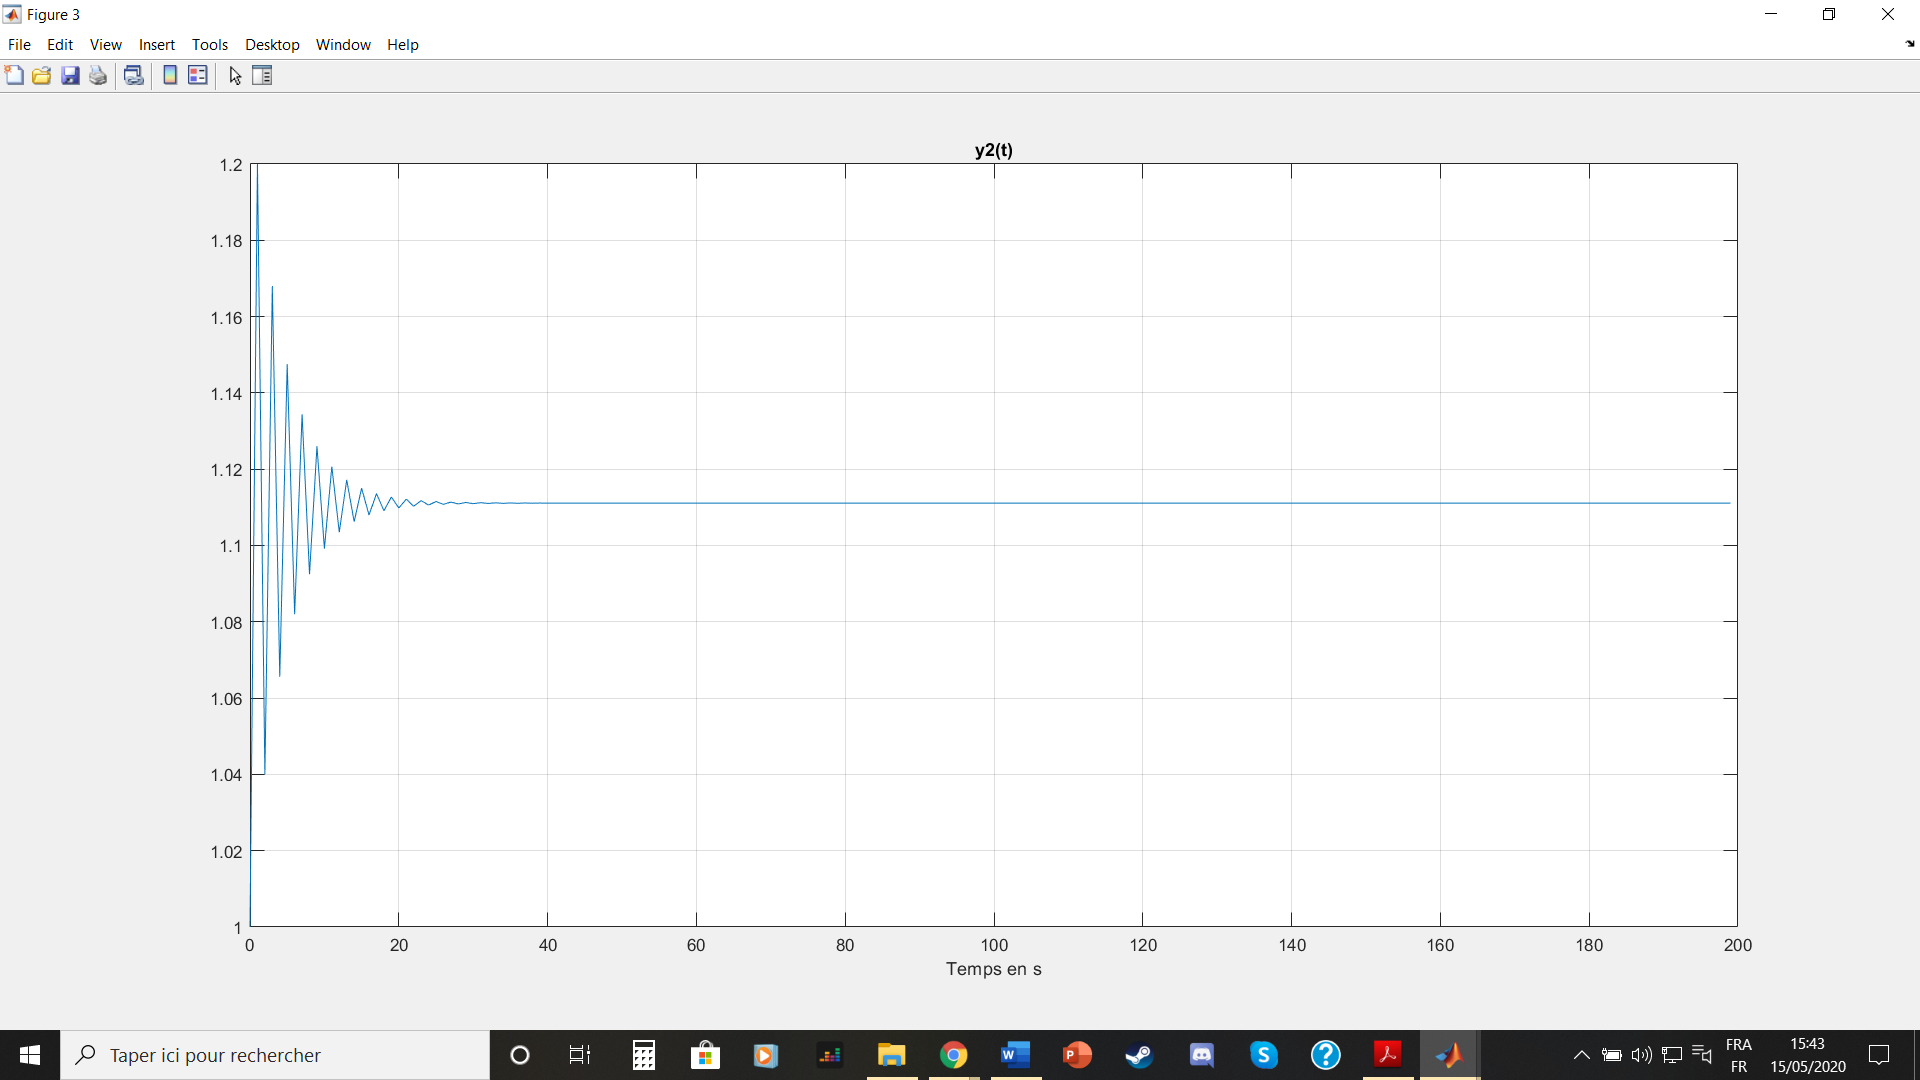 Figure 3
File Edit View Insert Tools Desktop Window Help
y2(t)
1.2
1.18
1.16
1.14
1.12
1.1
1.08
1.06
1.04
1.02
1
0 20 40 60 80 100 120 140 160 180 200
Temps en s
Taper ici pour rechercher
FRA
FR
15:43
15/05/2020